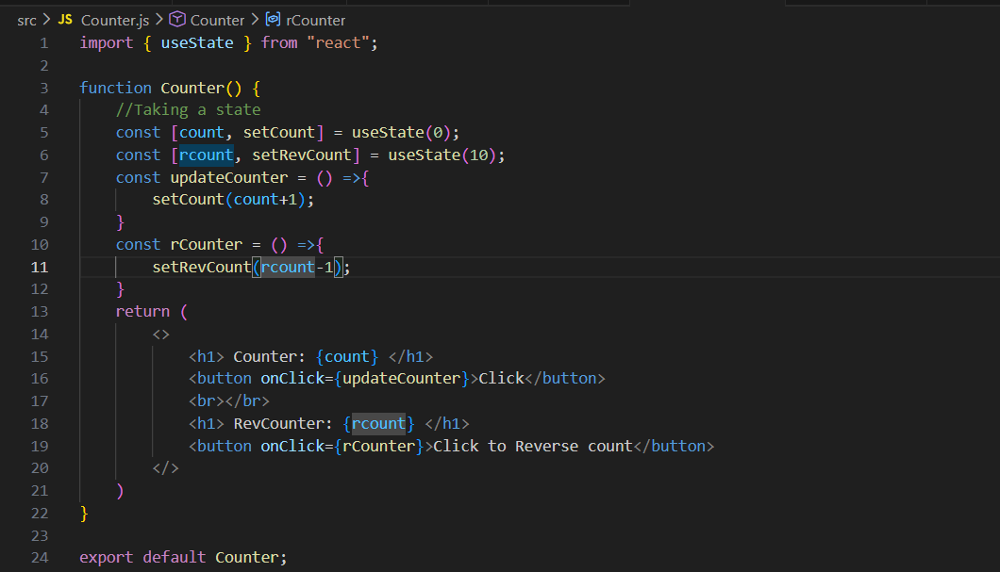 src > JS Counter.js > Counter > rCounter
1 import { useState } from "react";
2
3 function Counter() {
4     //Taking a state
5     const [count, setCount] = useState(0);
6     const [rcount, setRevCount] = useState(10);
7     const updateCounter = () =>{
8         setCount(count+1);
9     }
10     const rCounter = () =>{
11         setRevCount(rcount-1);
12     }
13     return (
14         <>
15             <h1> Counter: {count} </h1>
16             <button onClick={updateCounter}>Click</button>
17             <br></br>
18             <h1> RevCounter: {rcount} </h1>
19             <button onClick={rCounter}>Click to Reverse count</button>
20         </>
21     )
22 }
23
24 export default Counter;